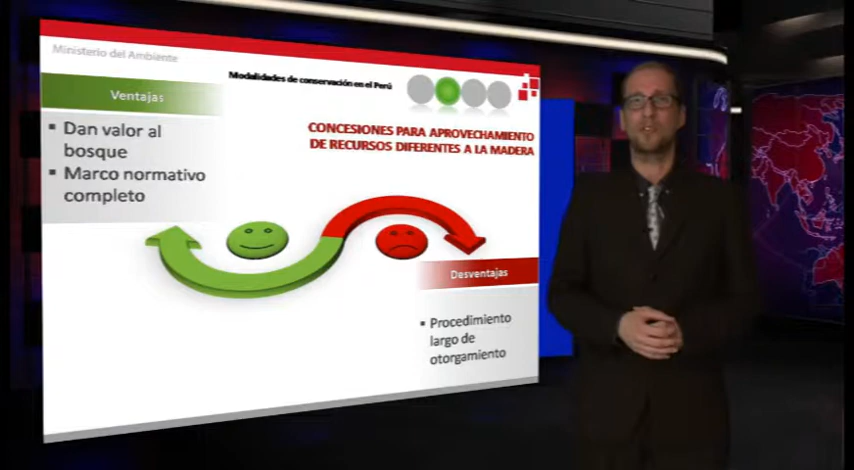 Ministerio del Ambiente
Modalidades de conservación en el Perú
Ventajas
▪ Dan valor al
bosque
▪ Marco normativo
completo
CONCESIONES PARA APROVECHAMIENTO
DE RECURSOS DIFERENTES A LA MADERA
Desventajas
▪ Procedimiento
largo de
otorgamiento